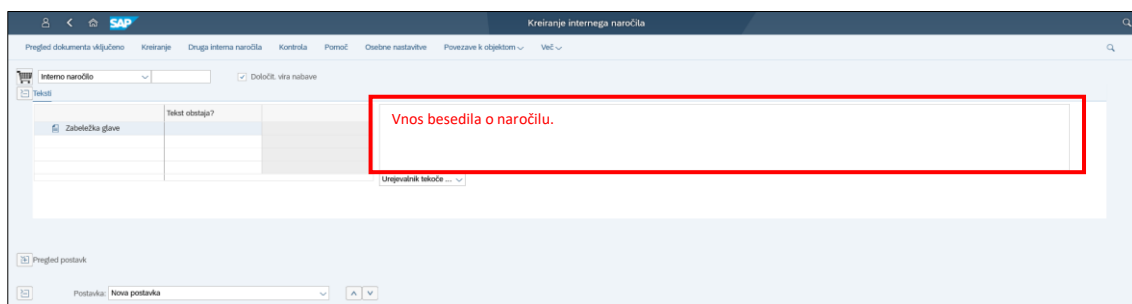 SAP
Kreiranje internega naročila
Pregled dokumenta vključeno Kreiranje Druga interna naročila Kontrola Pomoč Osebne nastavitve Povezave k objektom Več
Interno naročilo Določit. vira nabave
Teksti
Tekst obstaja?
Vnos besedila o naročilu.
Zabeležka glave
Urejevalnik tekoče ...
Pregled postavk
Postavka: Nova postavka